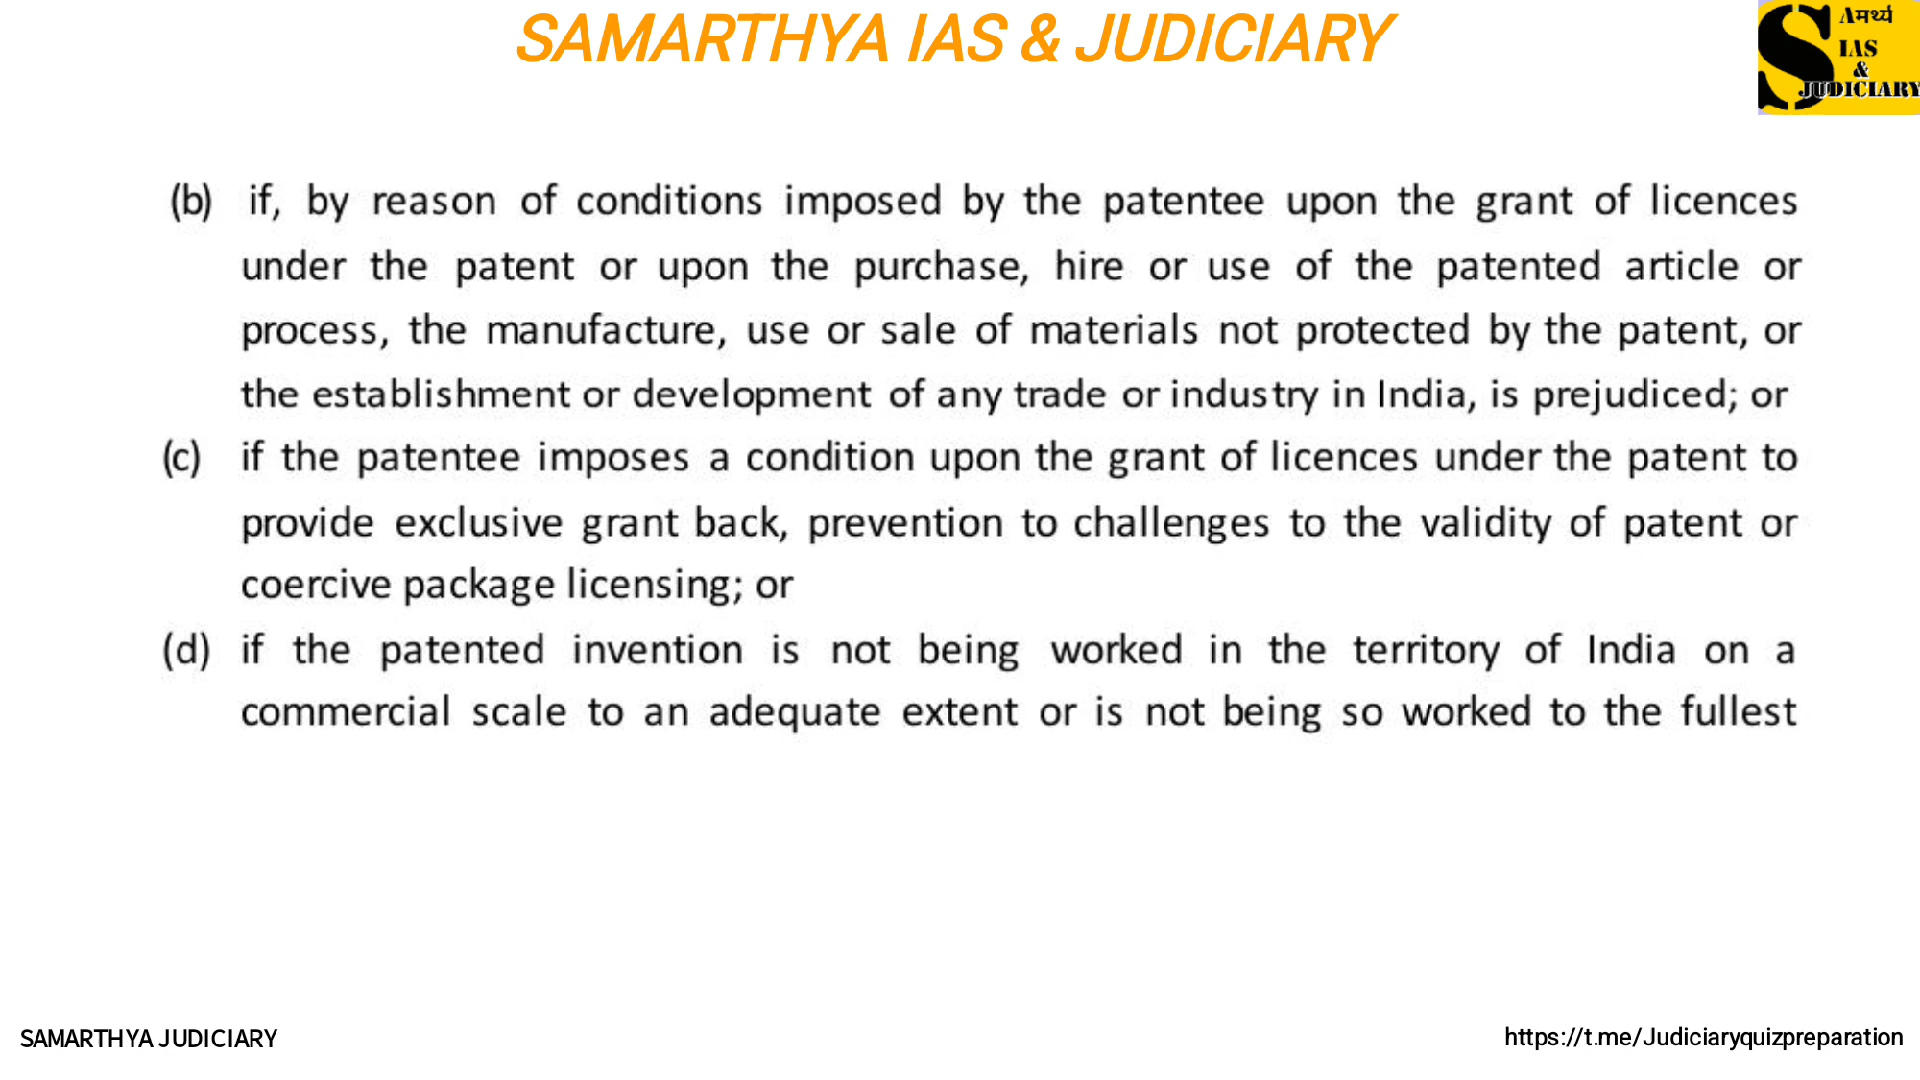 SAMARTHYA IAS & JUDICIARY
Aमर्थ्य
IAS
&
JUDICIARY
(b) if, by reason of conditions imposed by the patentee upon the grant of licences
under the patent or upon the purchase, hire or use of the patented article or
process, the manufacture, use or sale of materials not protected by the patent, or
the establishment or development of any trade or industry in India, is prejudiced; or
(c) if the patentee imposes a condition upon the grant of licences under the patent to
provide exclusive grant back, prevention to challenges to the validity of patent or
coercive package licensing; or
(d) if the patented invention is not being worked in the territory of India on a
commercial scale to an adequate extent or is not being so worked to the fullest
SAMARTHYA JUDICIARY
https://t.me/Judiciaryquizpreparation